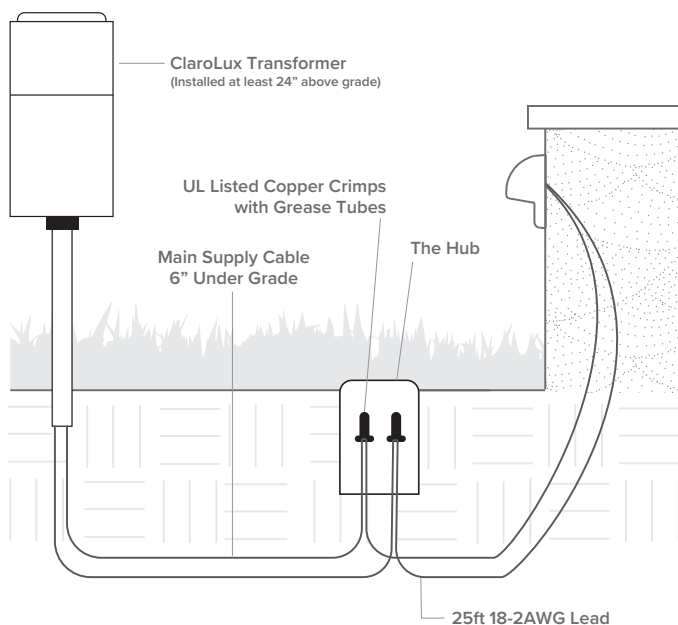 ClaroLux Transformer
(Installed at least 24” above grade)
UL Listed Copper Crimps
with Grease Tubes
The Hub
Main Supply Cable
6” Under Grade
25ft 18-2AWG Lead